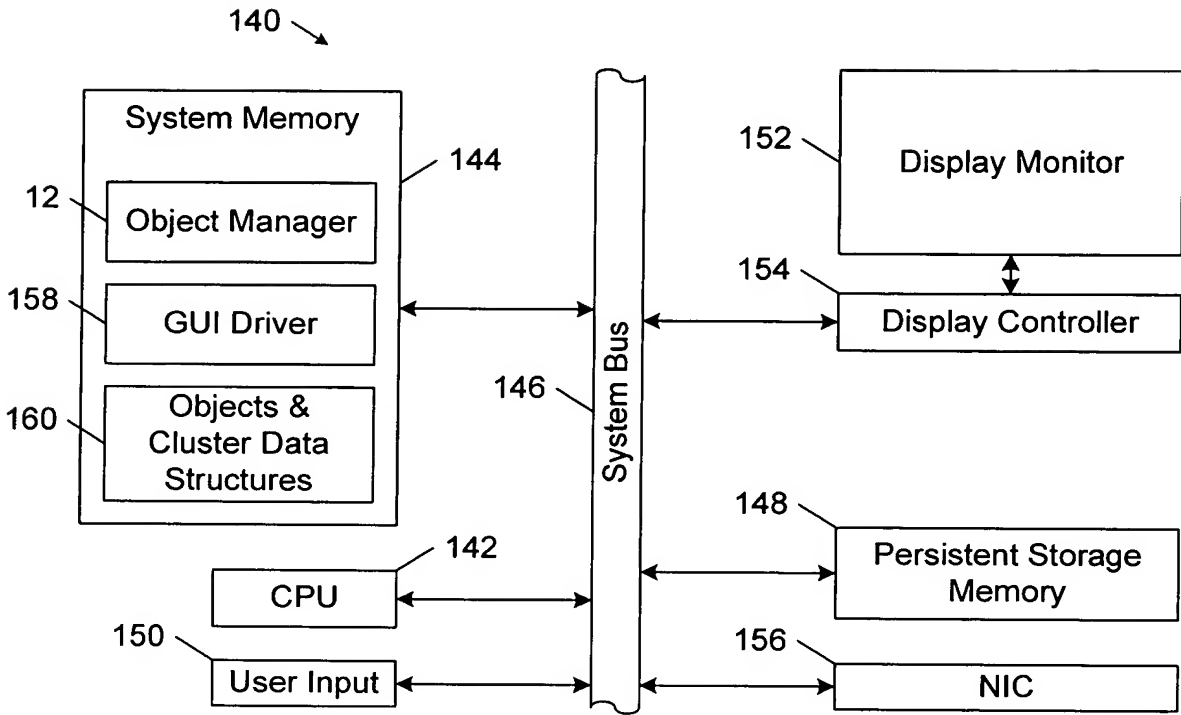 140
System Memory
144
12
Object Manager
158
GUI Driver
160
Objects &
Cluster Data
Structures
142
CPU
150
User Input
146
System Bus
152
Display Monitor
154
Display Controller
148
Persistent Storage
Memory
156
NIC